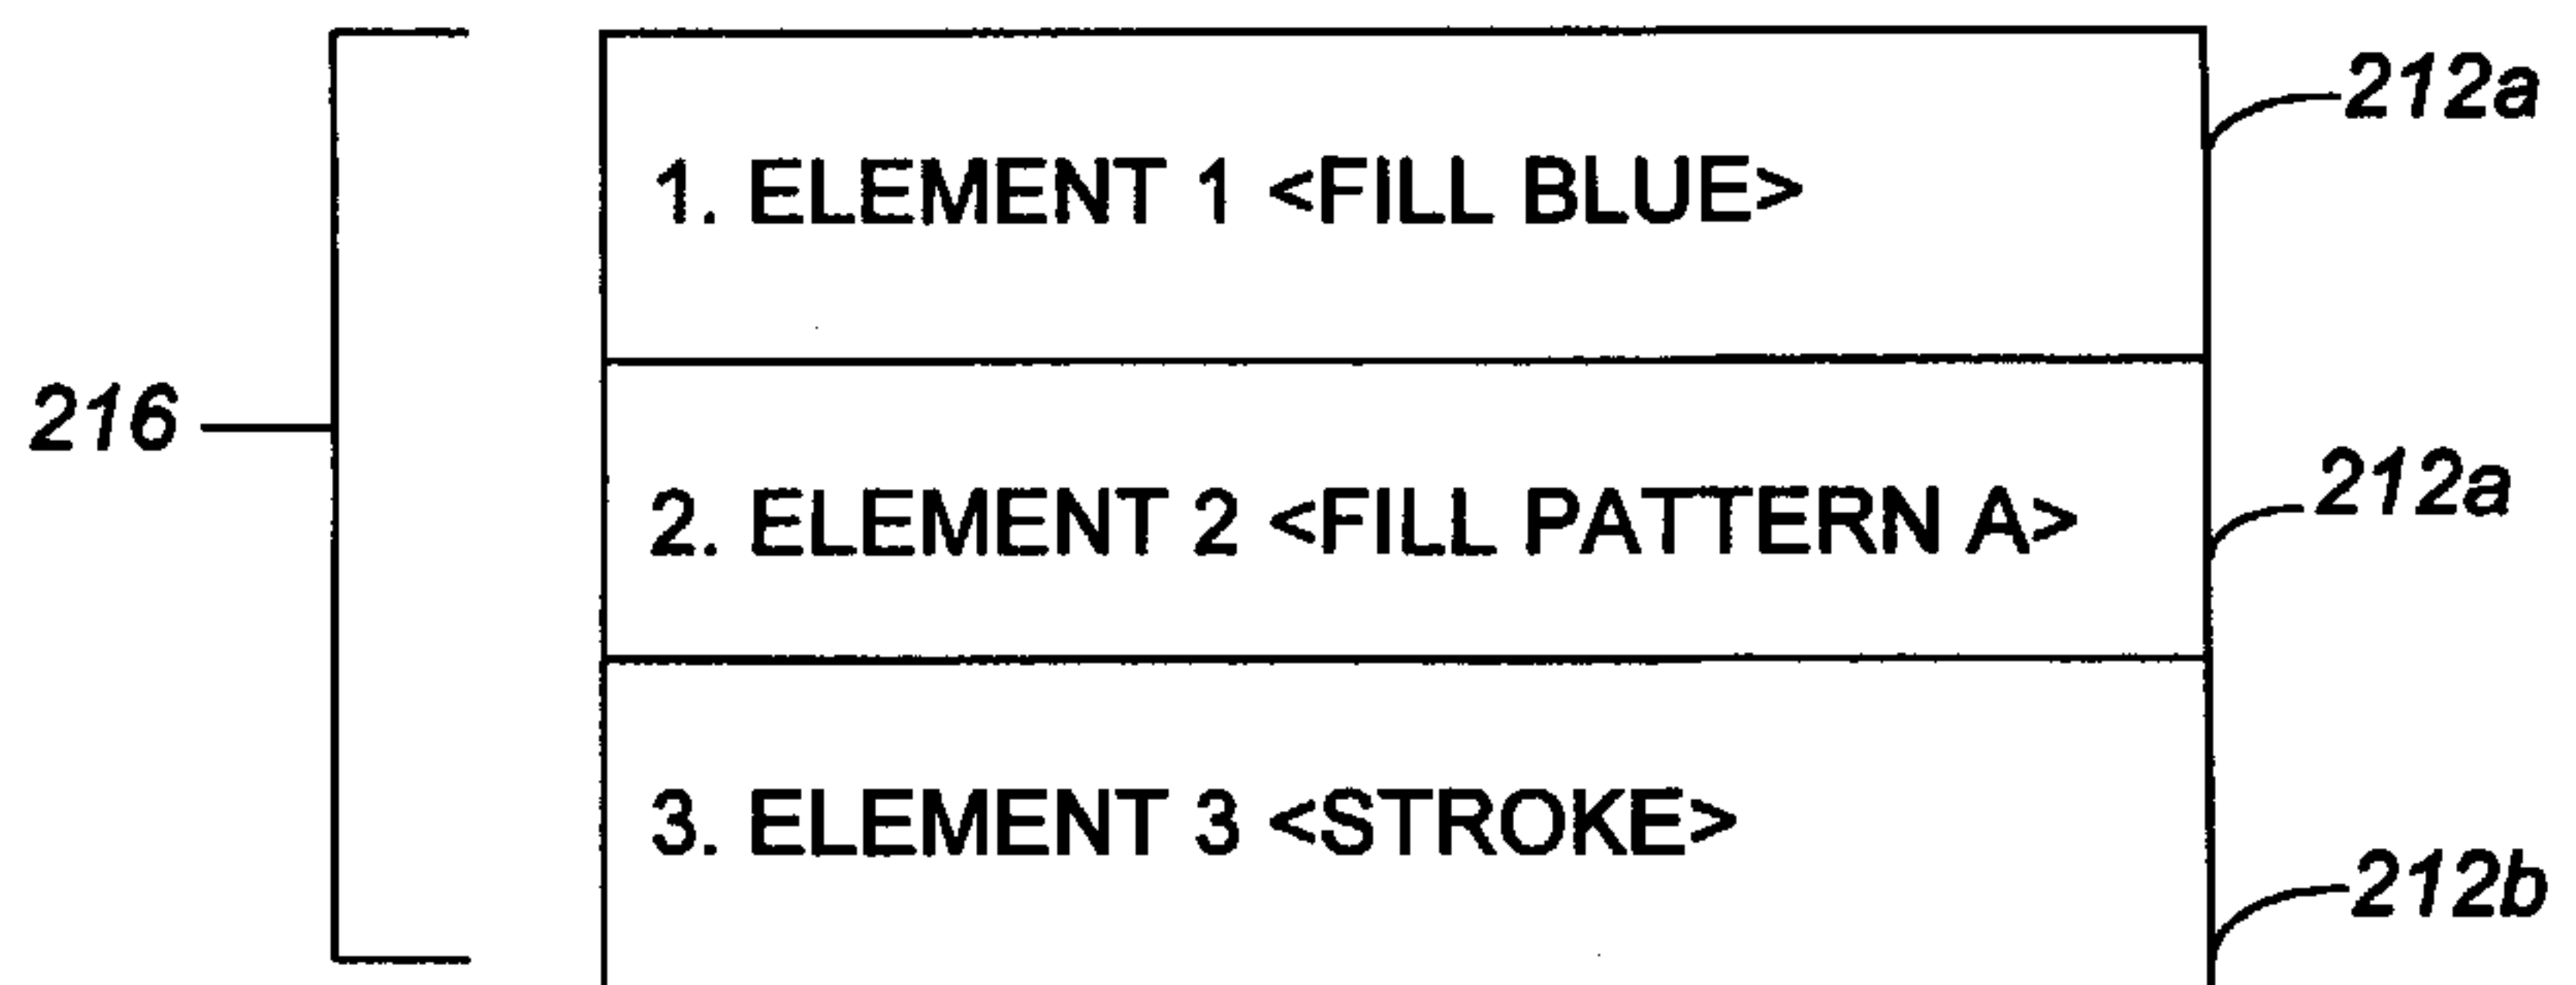 212a
1. ELEMENT 1 <FILL BLUE>
216
212a
2. ELEMENT 2 <FILL PATTERN A>
3. ELEMENT 3 <STROKE>
212b